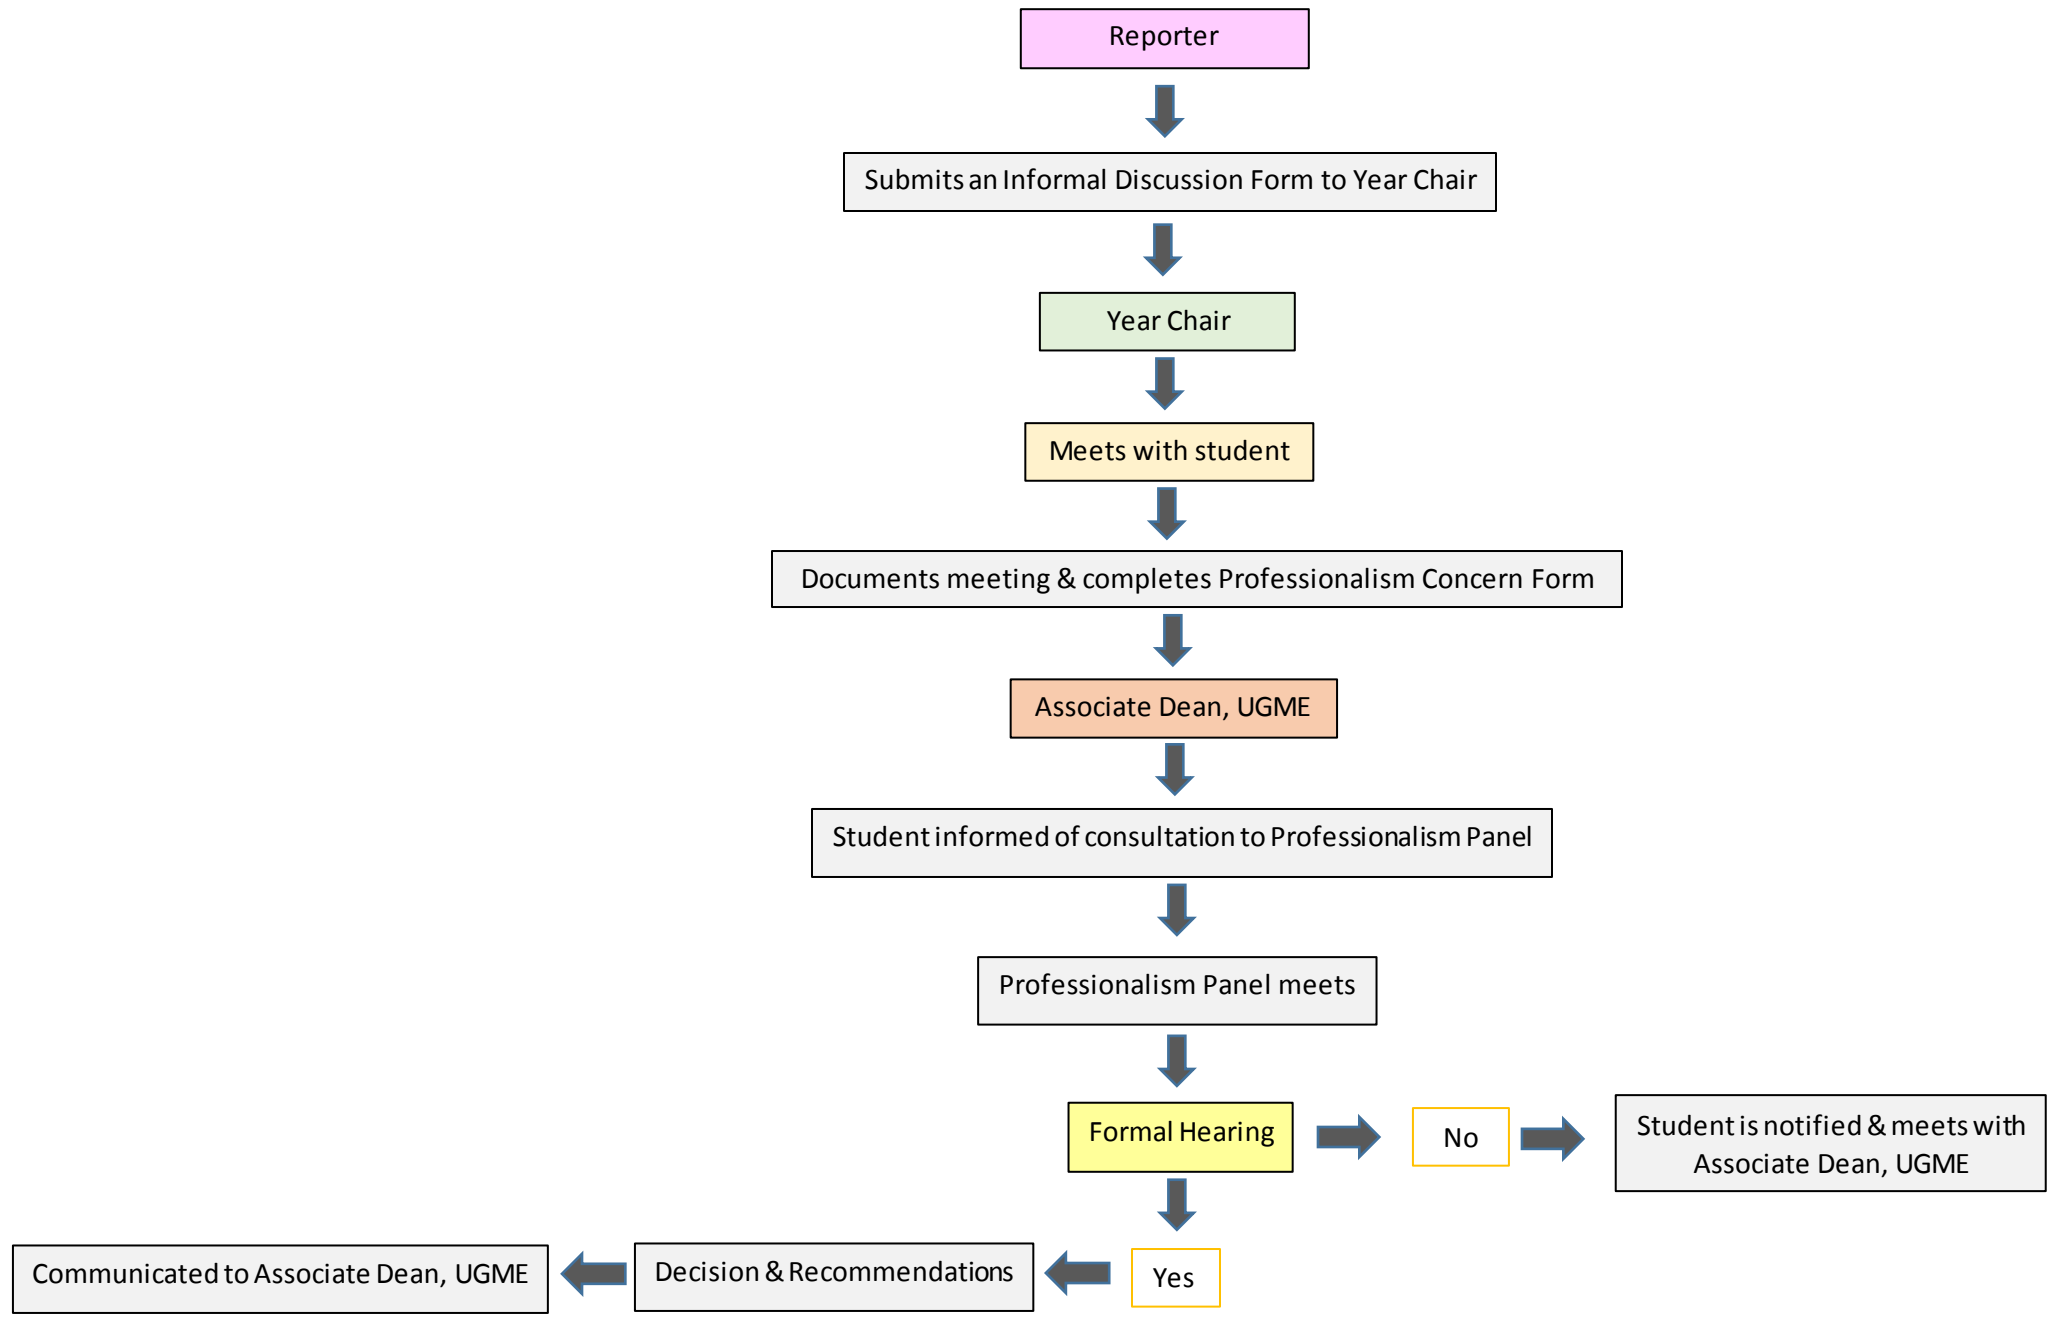 Reporter
Submits an Informal Discussion Form to Year Chair
Year Chair
Meets with student
Documents meeting & completes Professionalism Concern Form
Associate Dean, UGME
Student informed of consultation to Professionalism Panel
Professionalism Panel meets
Formal Hearing
No
Student is notified & meets with
Associate Dean, UGME
Yes
Decision & Recommendations
Communicated to Associate Dean, UGME